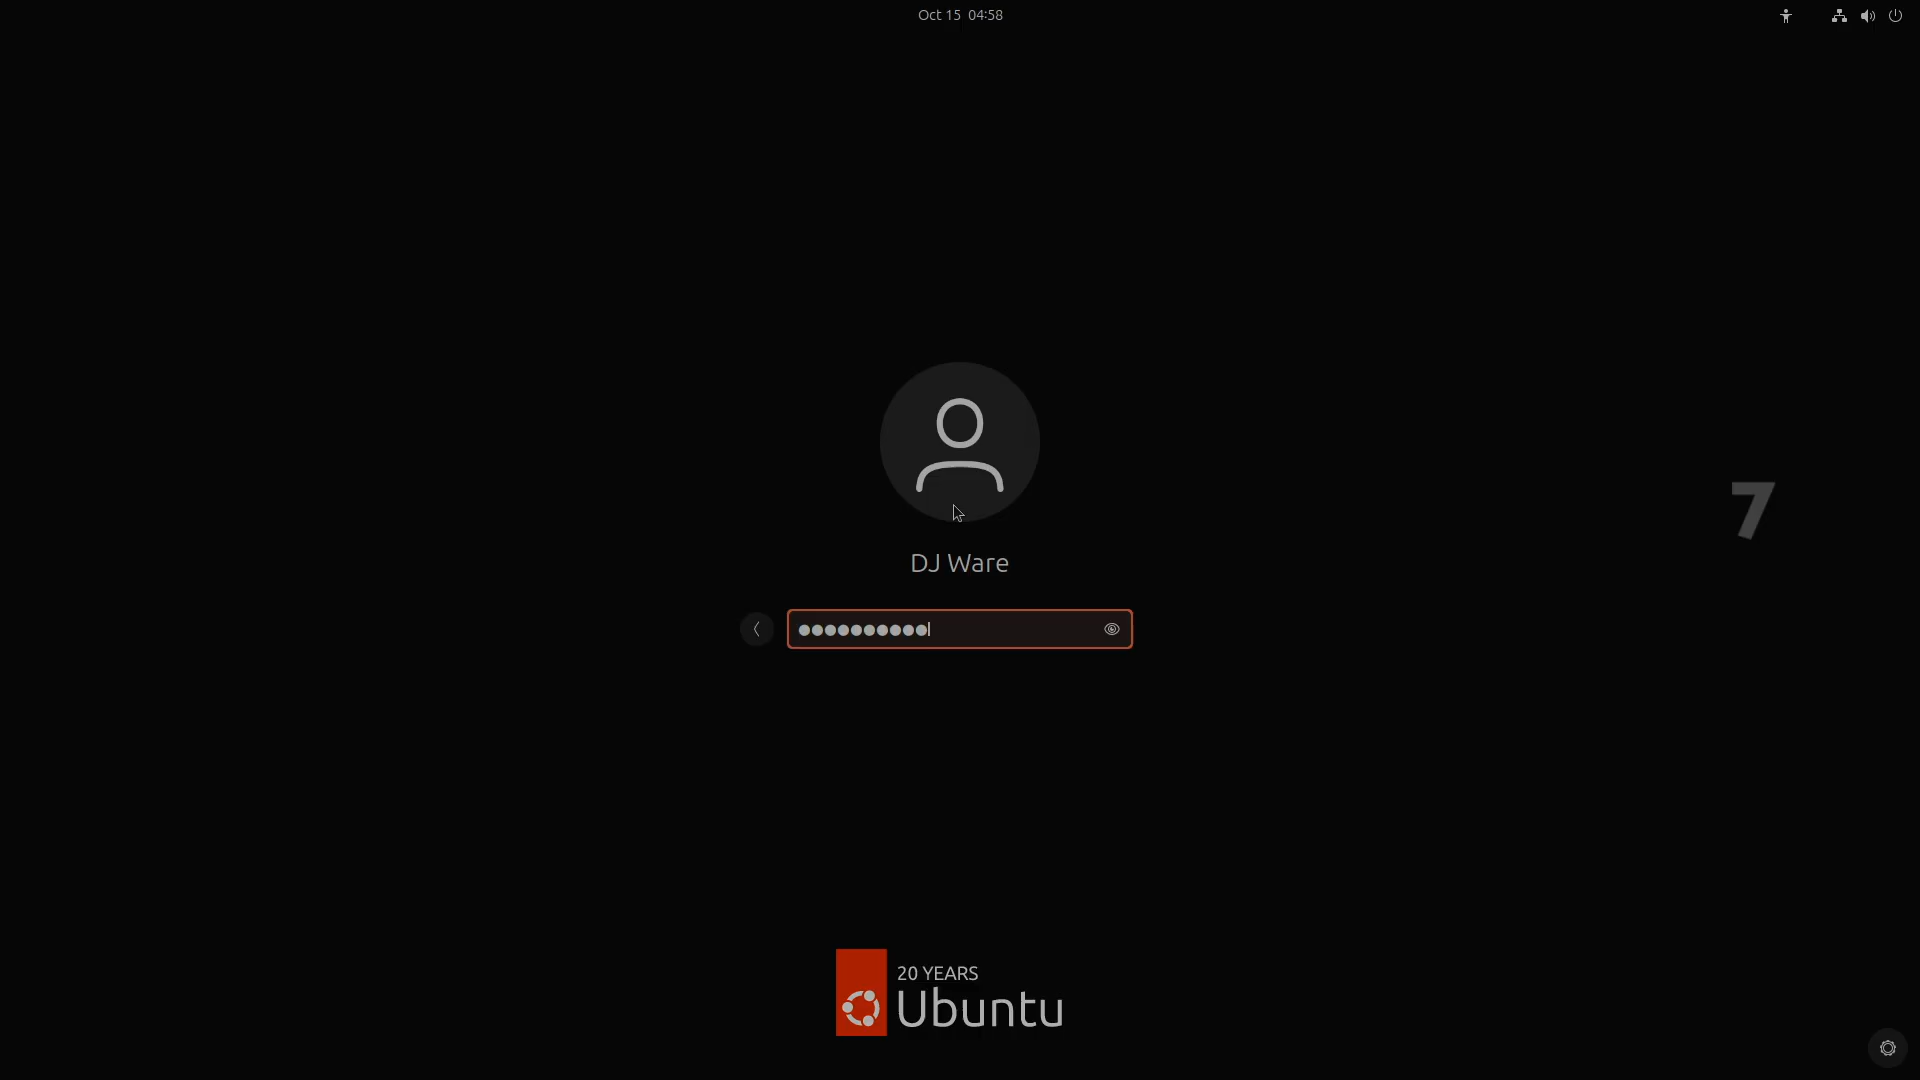 Oct 15 04:58
7
DJ Ware
●●●●●●●●●●
20 YEARS
Ubuntu